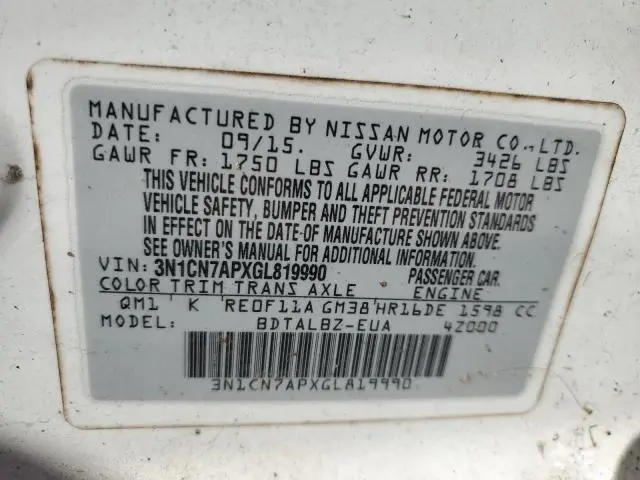 MANUFACTURED BY NISSAN MOTOR CO., LTD.
DATE: 09/15. GVWR: 3426 LBS
GAWR FR: 1750 LBS GAWR RR: 1708 LBS
THIS VEHICLE CONFORMS TO ALL APPLICABLE FEDERAL MOTOR
VEHICLE SAFETY, BUMPER AND THEFT PREVENTION STANDARDS
IN EFFECT ON THE DATE-OF MANUFACTURE SHOWN ABOVE.
SEE OWNER'S MANUAL FOR ADDITIONAL INFORMATION.
VIN: 3N1CN7APXGL819990 PASSENGER CAR.
COLOR TRIM TRANS AXLE ENGINE
QM1 K RE0F11A GM38 HR16DE 1598 CC
MODEL: BDTALBZ-EUA 4Z000
3N1CN7APXGL819990